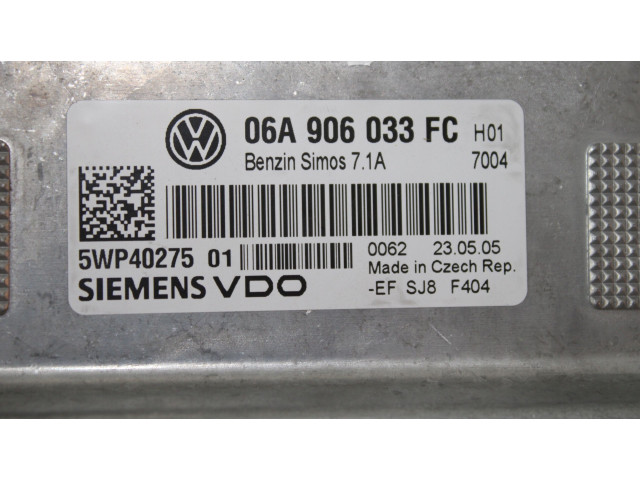 VW 06A 906 033 FC H01
Benzin Simos 7.1A 7004
5WP40275 01 0062 23.05.05
SIEMENS VDO Made in Czech Rep.
-EF SJ8 F404